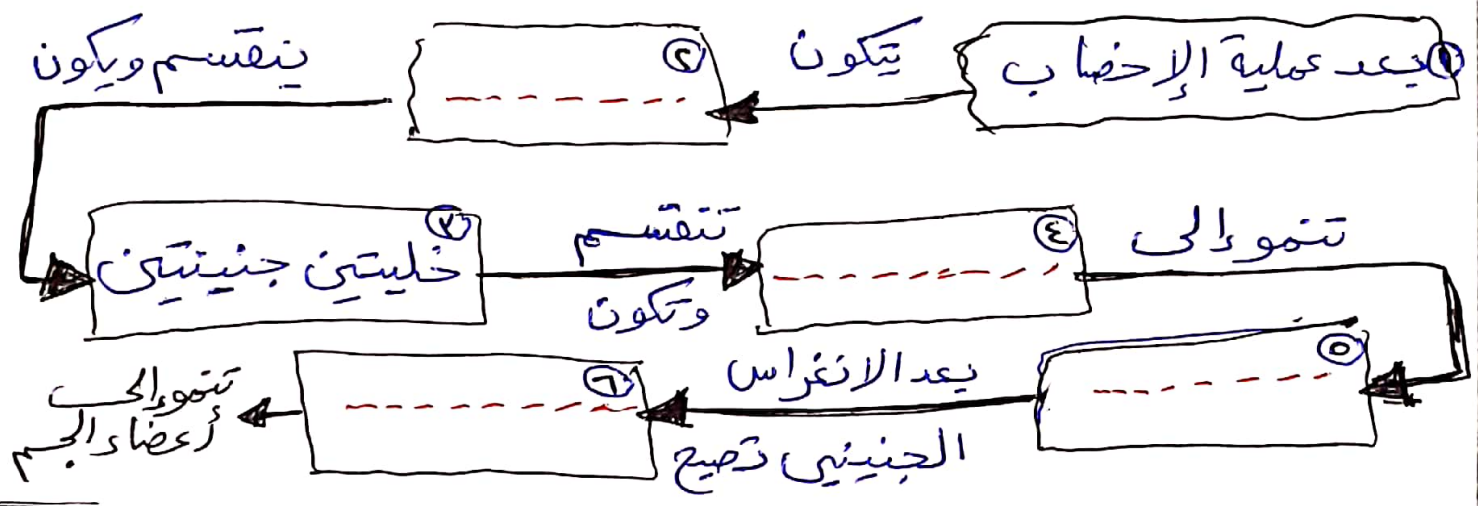 ١ بعد عملية الإخصاب
يتكون
٢
ينقسم ويكون
٣ خليتين جنينيتين
تنقسم
وتكون
٤
تنمو إلى
٥
بعد الانغراس
الجنيني تصبح
٦
تنمو إلى
أعضاء الجسم